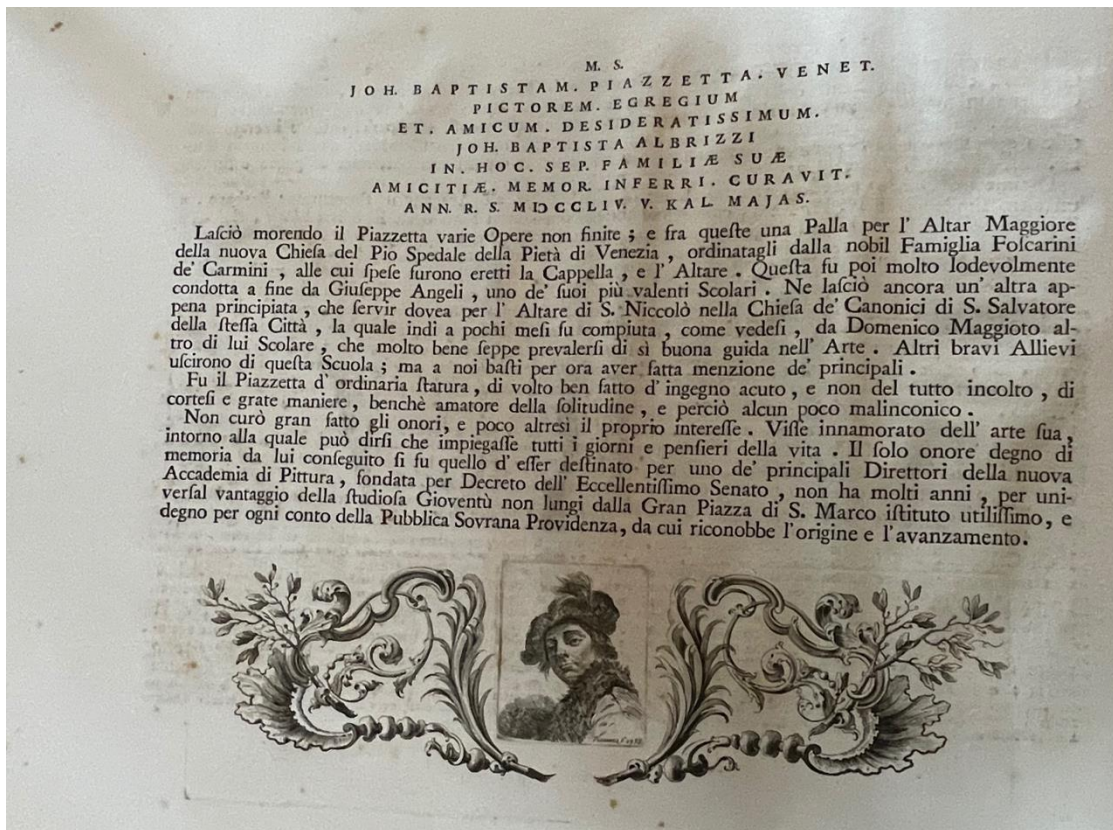 M. S.
JOH. BAPTISTAM. PIAZZETTA. VENET.
PICTOREM. EGREGIUM
ET. AMICUM. DESIDERATISSIMUM.
JOH. BAPTISTA ALBRIZZI
IN. HOC. SEP. FAMILIÆ SUÆ
AMICITIÆ. MEMOR. INFERRI. CURAVIT.
ANN. R. S. MIↃCCLIV. V. KAL. MAJAS.
Laſciò morendo il Piazzetta varie Opere non finite ; e fra queſte una Palla per l' Altar Maggiore
della nuova Chieſa del Pio Spedale della Pietà di Venezia , ordinatagli dalla nobil Famiglia Foſcarini
de' Carmini , alle cui ſpeſe furono eretti la Cappella , e l' Altare . Queſta fu poi molto lodevolmente
condotta a fine da Giuſeppe Angeli , uno de' ſuoi più valenti Scolari . Ne laſciò ancora un' altra ap-
pena principiata , che ſervir dovea per l' Altare di S. Niccolò nella Chieſa de' Canonici di S. Salvatore
della ſteſſa Città , la quale indi a pochi meſi fu compiuta , come vedeſi , da Domenico Maggioto al-
tro di lui Scolare , che molto bene ſeppe prevalerſi di sì buona guida nell' Arte . Altri bravi Allievi
uſcirono di queſta Scuola ; ma a noi baſti per ora aver fatta menzione de' principali .
Fu il Piazzetta d' ordinaria ſtatura , di volto ben fatto d' ingegno acuto , e non del tutto incolto , di
corteſi e grate maniere , benchè amatore della ſolitudine , e perciò alcun poco malinconico .
Non curò gran fatto gli onori , e poco altresì il proprio intereſſe . Viſſe innamorato dell' arte ſua ,
intorno alla quale può dirſi che impiegaſſe tutti i giorni e penſieri della vita . Il ſolo onore degno di
memoria da lui conſeguito ſi fu quello d' eſſer deſtinato per uno de' principali Direttori della nuova
Accademia di Pittura , fondata per Decreto dell' Eccellentiſſimo Senato , non ha molti anni , per uni-
verſal vantaggio della ſtudioſa Gioventù non lungi dalla Gran Piazza di S. Marco iſtituto utiliſſimo , e
degno per ogni conto della Pubblica Sovrana Providenza , da cui riconobbe l'origine e l'avanzamento .